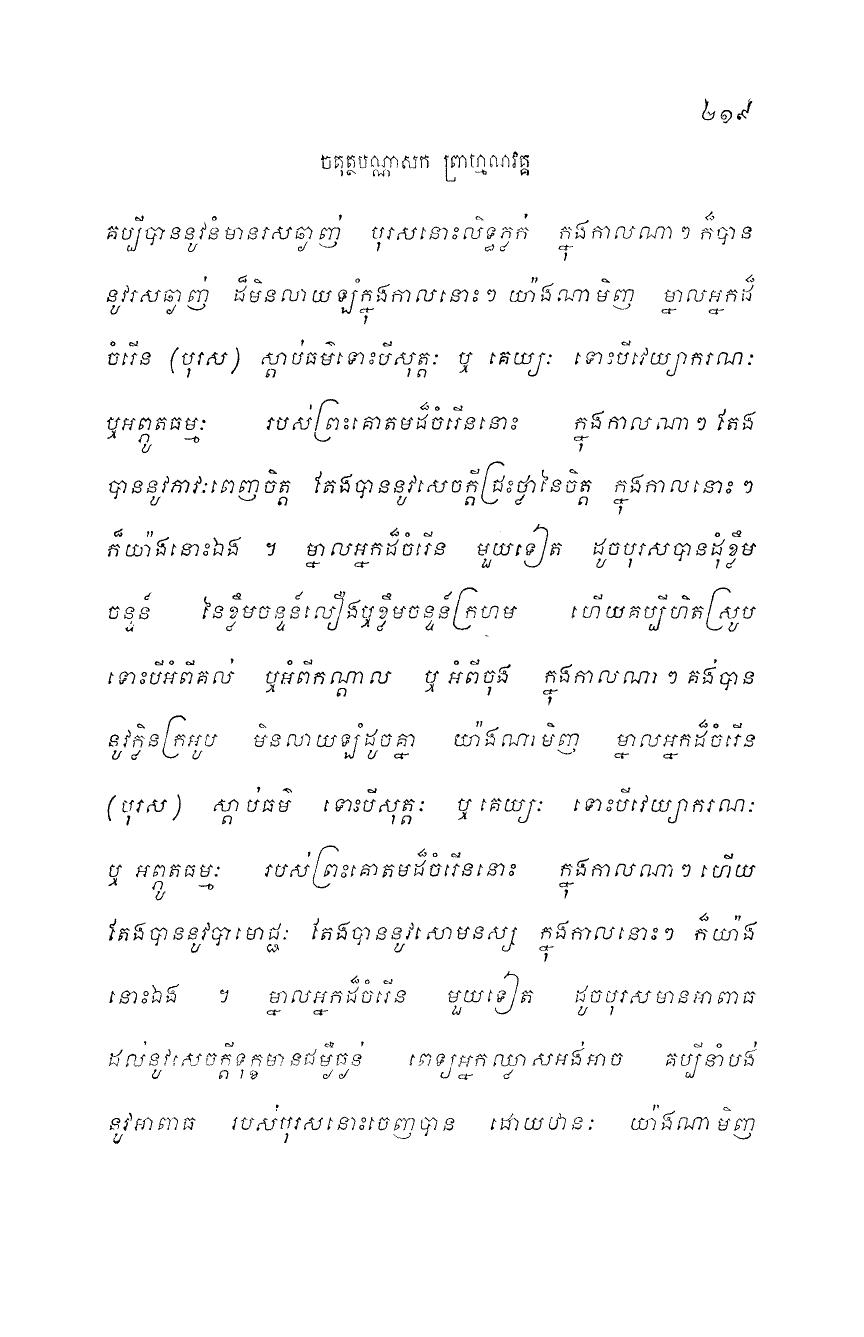 ២១៩
ចតុត្ថបណ្ណាសក ព្រាហ្មណវគ្គ
គប្បីបាននូវនំមានរសឆ្ងាញ់ បុរសនោះលិទ្ធភ្លក់ ក្នុងកាលណាៗ ក៏បាន
នូវរសឆ្ងាញ់ ដ៏មិនលាយឡំក្នុងកាលនោះៗ យ៉ាងណាមិញ ម្នាលអ្នកដ៏
ចំរើន (បុរស) ស្តាប់ធម៌ទោះបីសុត្តៈ ឬ គេយ្យៈ ទោះបីវេយ្យាករណៈ
ឬអព្ភូតធម្មៈ របស់ព្រះគោតមដ៏ចំរើននោះ ក្នុងកាលណាៗ តែង
បាននូវភាវៈពេញចិត្ត តែងបាននូវសេចក្តីជ្រះថ្លានៃចិត្ត ក្នុងកាលនោះៗ
ក៏យ៉ាងនោះឯង ។ ម្នាលអ្នកដ៏ចំរើន មួយទៀត ដូចបុរសបានដុំខ្លឹម
ចន្ទន៍ នៃខ្លឹមចន្ទន៍លឿងឬខ្លឹមចន្ទន៍ក្រហម ហើយគប្បីហិតស្រូប
ទោះបីអំពីគល់ ឬអំពីកណ្តាល ឬ អំពីចុង ក្នុងកាលណាៗ គង់បាន
នូវក្លិនក្រអូប មិនលាយឡំដូចគ្នា យ៉ាងណាមិញ ម្នាលអ្នកដ៏ចំរើន
(បុរស) ស្តាប់ធម៌ ទោះបីសុត្តៈ ឬ គេយ្យៈ ទោះបីវេយ្យាករណៈ
ឬ អព្ភូតធម្មៈ របស់ព្រះគោតមដ៏ចំរើននោះ ក្នុងកាលណាៗ ហើយ
តែងបាននូវបាមោជ្ជៈ តែងបាននូវសោមនស្ស ក្នុងកាលនោះៗ ក៏យ៉ាង
នោះឯង ។ ម្នាលអ្នកដ៏ចំរើន មួយទៀត ដូចបុរសមានអាពាធ
ដល់នូវសេចក្តីទុក្ខមានជម្ងឺធ្ងន់ ពេទ្យអ្នកឈ្លាសអង់អាច គប្បីនាំបង់
នូវអាពាធ របស់បុរសនោះចេញបាន ដោយឋានៈ យ៉ាងណាមិញ